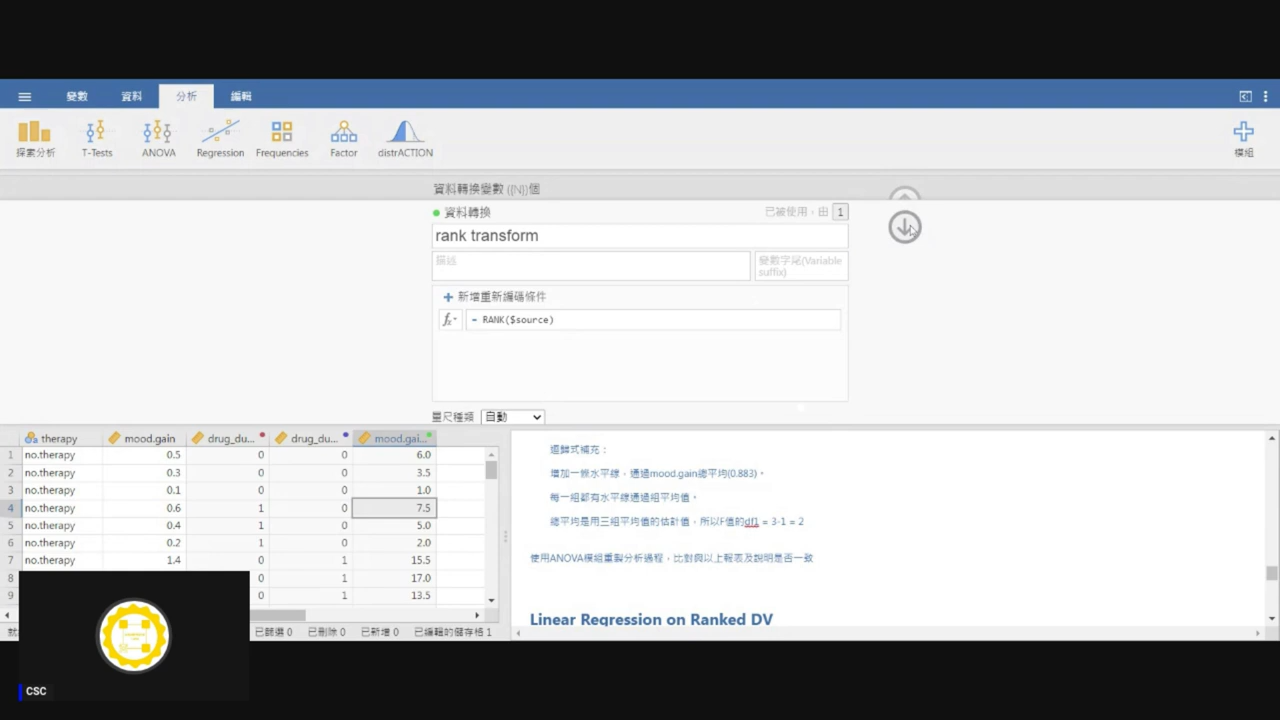 變數 資料 分析 編輯
探索分析 T-Tests ANOVA Regression Frequencies Factor distrACTION 模組
資料轉換變數 ({N})個
資料轉換 已被使用，由 1
rank transform
描述 變數字尾(Variable suffix)
新增重新編碼條件
fx = RANK($source)
量尺種類 自動
therapy mood.gain drug_du... drug_du... mood.gai...
1 no.therapy 0.5 0 0 6.0
2 no.therapy 0.3 0 0 3.5
3 no.therapy 0.1 0 0 1.0
4 no.therapy 0.6 1 0 7.5
5 no.therapy 0.4 1 0 5.0
6 no.therapy 0.2 1 0 2.0
7 no.therapy 1.4 0 1 15.5
8 0 1 17.0
9 0 1 13.5
就
已篩選 0 已刪除 0 已新增 0 已編輯的儲存格 1
迴歸式補充：
增加一條水平線，通過mood.gain總平均(0.883)。
每一組都有水平線通過組平均值。
總平均是用三組平均值的估計值，所以F值的df1 = 3-1 = 2
使用ANOVA模組重製分析過程，比對與以上報表及說明是否一致
Linear Regression on Ranked DV
CSC